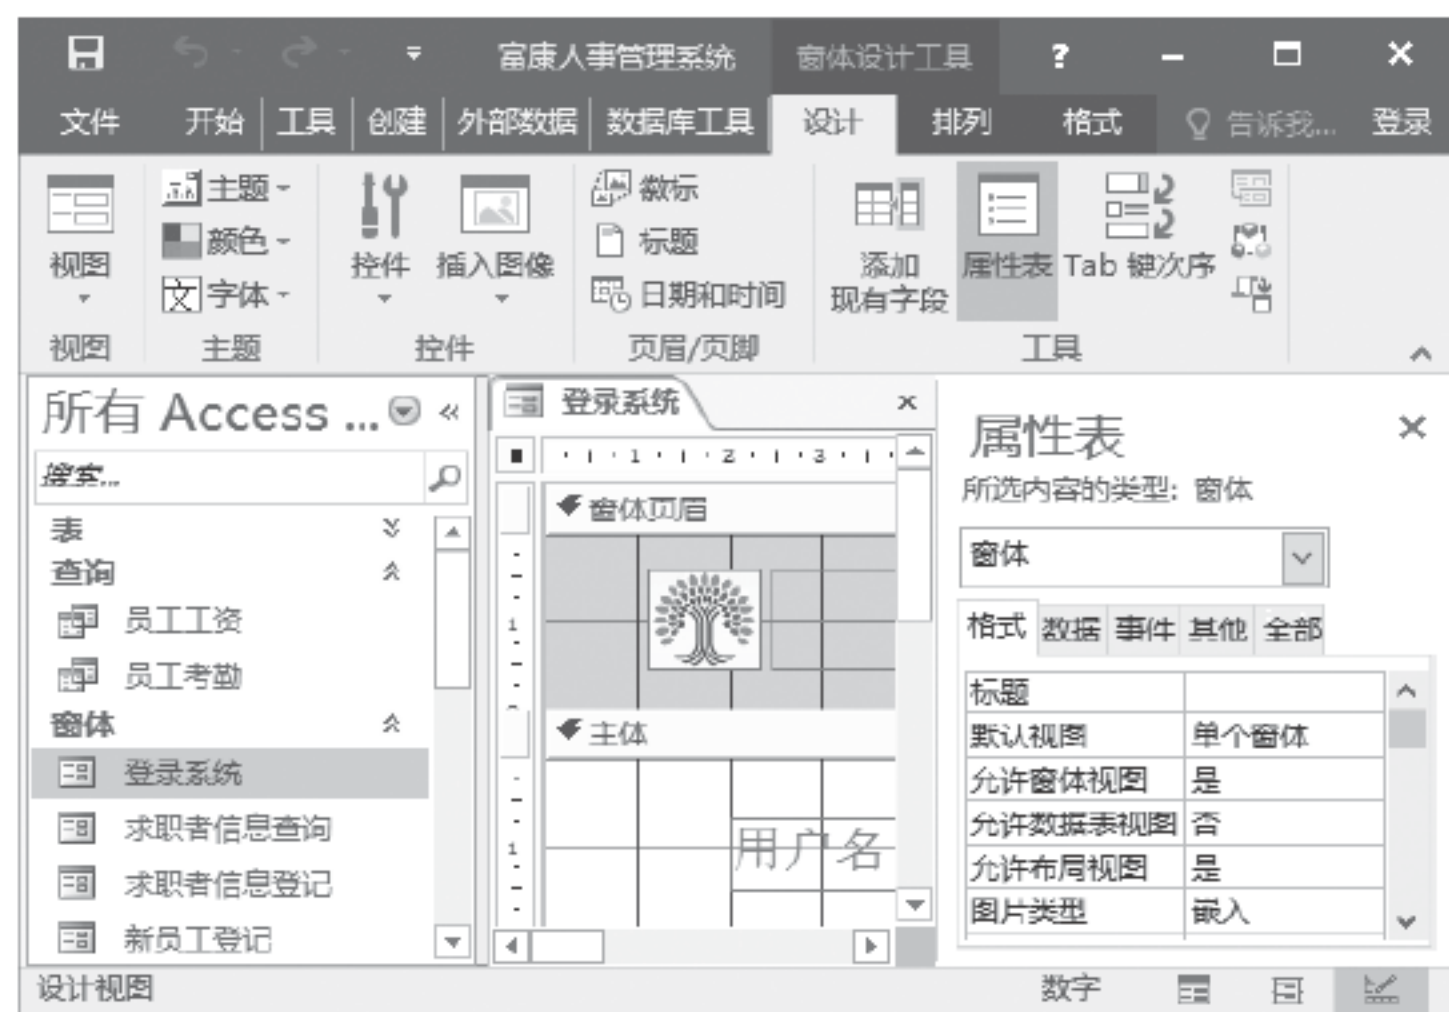 富康人事管理系统 窗体设计工具 ?
文件 开始 工具 创建 外部数据 数据库工具 设计 排列 格式 告诉我... 登录
视图 主题 颜色 文 字体 控件 插入图像 徽标 标题 日期和时间 添加 现有字段 属性表 Tab 键次序
视图 主题 控件 页眉/页脚 工具
所有 Access ... «
搜索...
表
查询
员工工资
员工考勤
窗体
登录系统
求职者信息查询
求职者信息登记
新员工登记
登录系统 ×
1 2 3
窗体页眉
1
主体
1
用户名
属性表 ×
所选内容的类型: 窗体
窗体
格式 数据 事件 其他 全部
标题
默认视图 单个窗体
允许窗体视图 是
允许数据表视图 否
允许布局视图 是
图片类型 嵌入
设计视图 数字